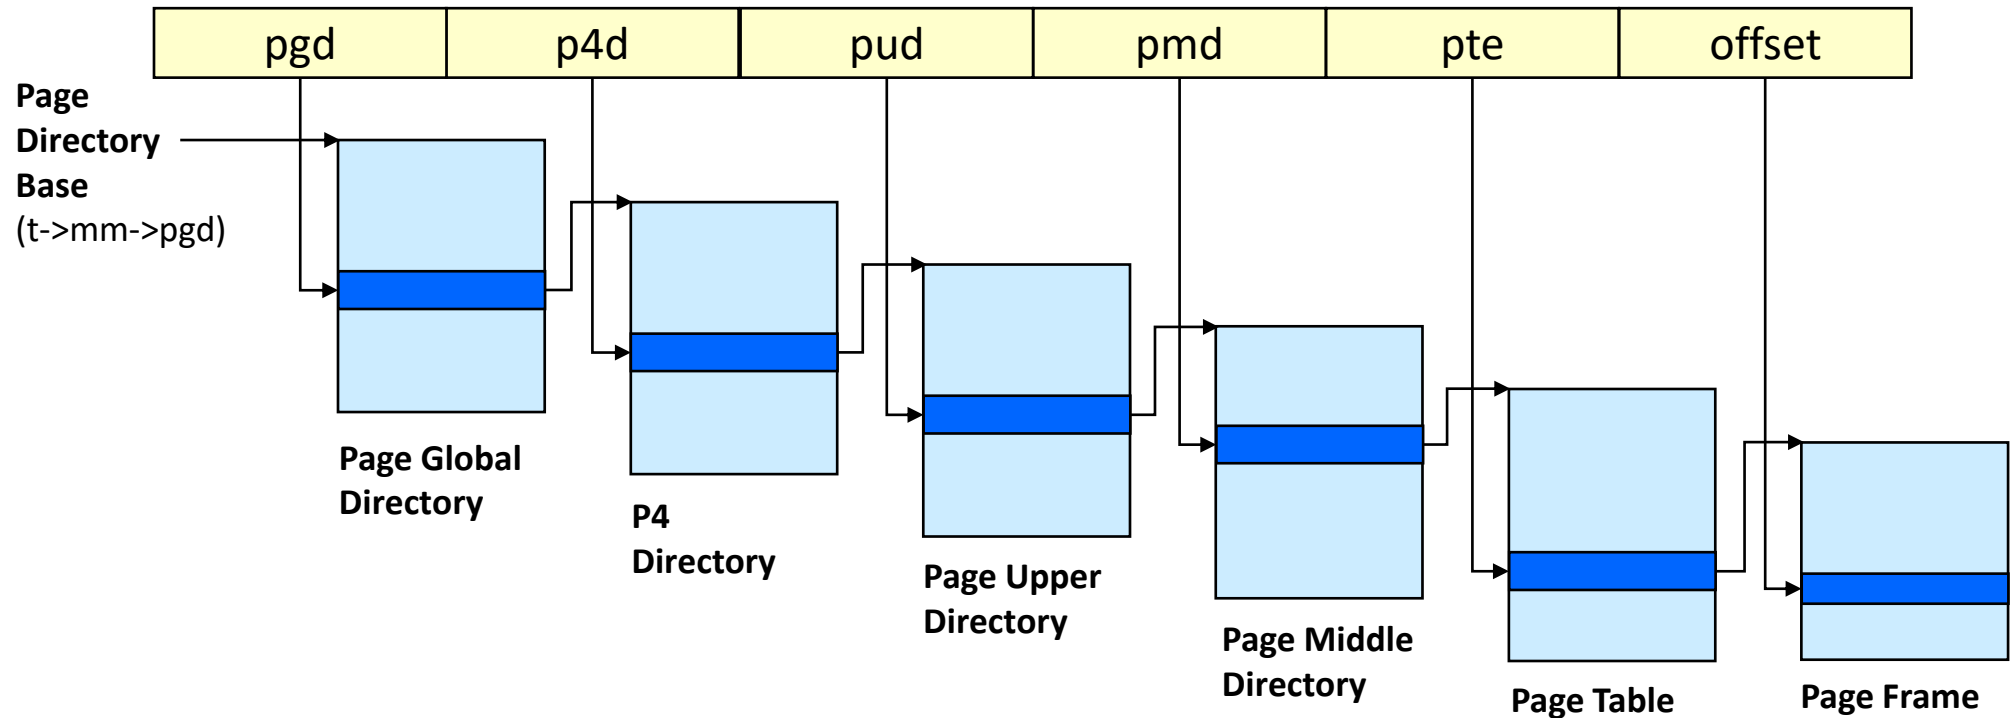 pgd p4d pud pmd pte offset
Page
Directory
Base
(t->mm->pgd)
Page Global
Directory
P4
Directory
Page Upper
Directory
Page Middle
Directory
Page Table
Page Frame